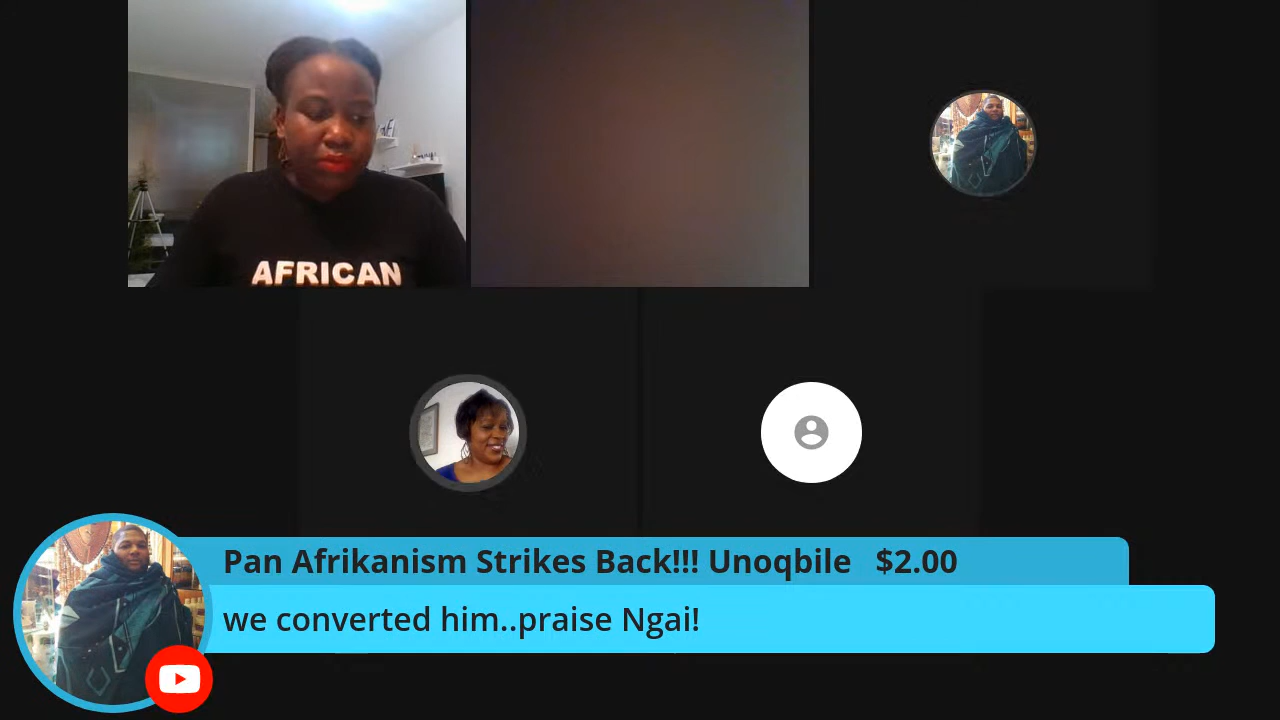 AFRICAN
Pan Afrikanism Strikes Back!!! Unoqbile $2.00
we converted him..praise Ngai!